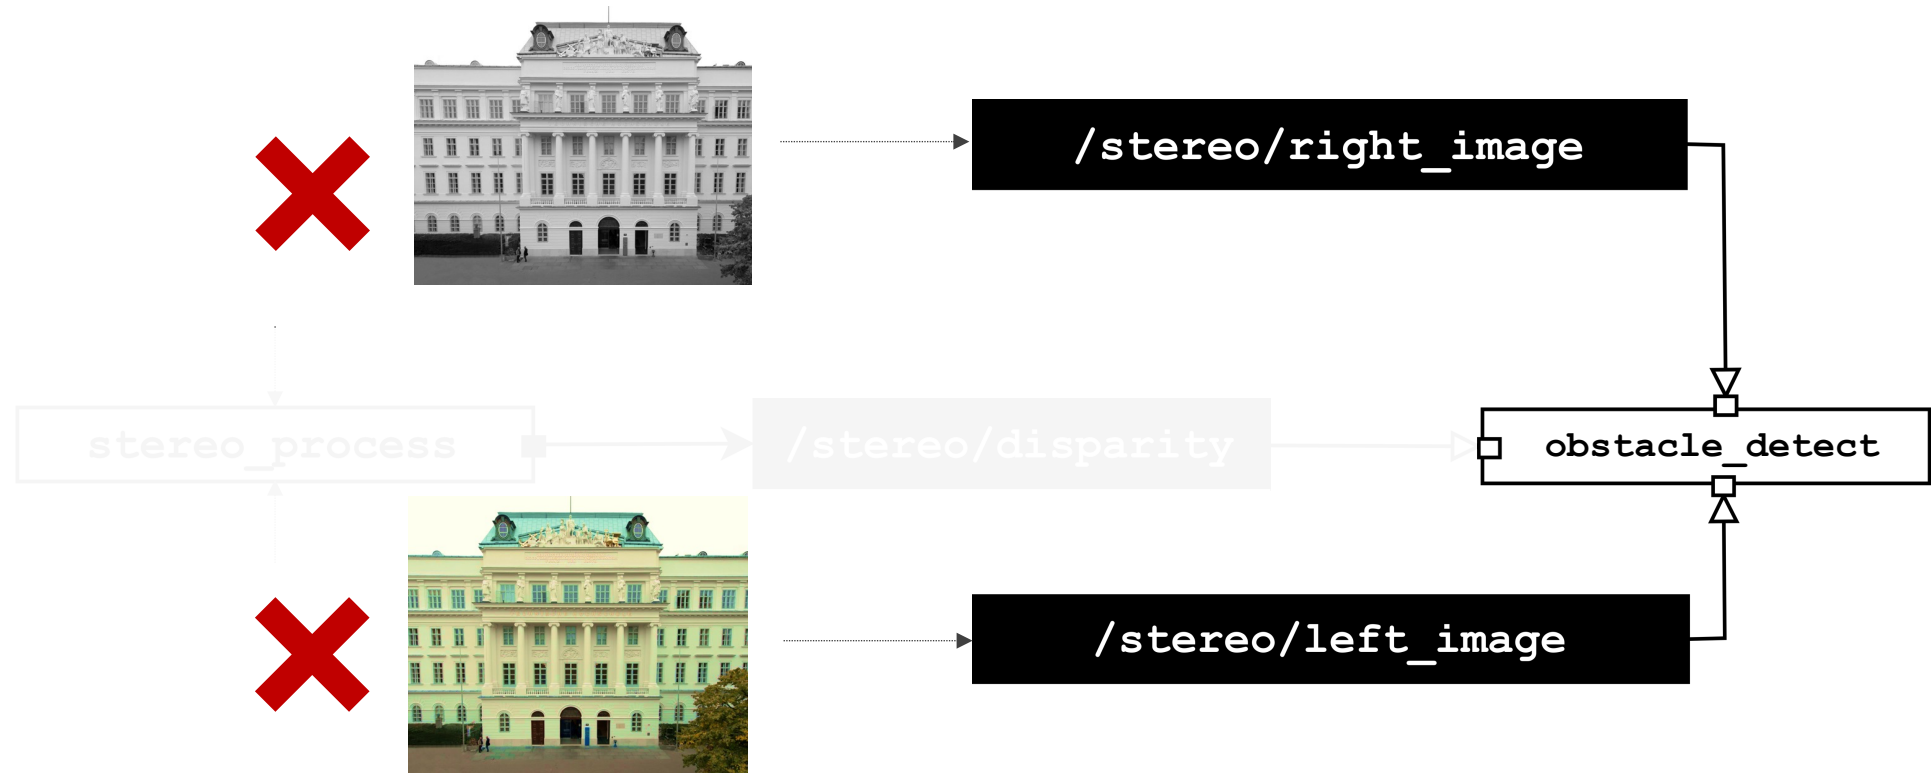 /stereo/right_image
stereo_process
/stereo/disparity
obstacle_detect
/stereo/left_image